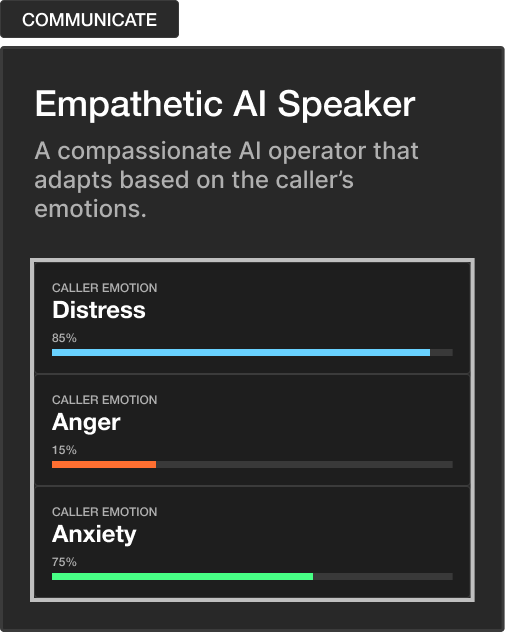 COMMUNICATE
Empathetic AI Speaker
A compassionate AI operator that
adapts based on the caller’s
emotions.
CALLER EMOTION
Distress
85%
CALLER EMOTION
Anger
15%
CALLER EMOTION
Anxiety
75%